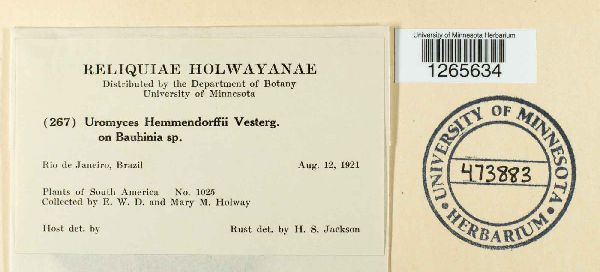 RELIQUIAE HOLWAYANAE
Distributed by the Department of Botany
University of Minnesota
(267) Uromyces Hemmendorffii Vesterg.
on Bauhinia sp.
Rio de Janeiro, Brazil Aug. 12, 1921
Plants of South America No. 1025
Collected by E. W. D. and Mary M. Holway
Host det. by Rust det. by H. S. Jackson
University of Minnesota Herbarium
1265634
UNIVERSITY OF MINNESOTA
473883
HERBARIUM